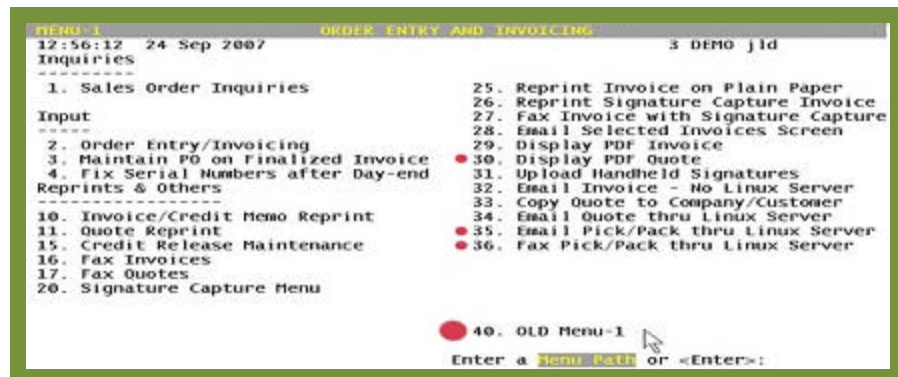 MENU-1 ORDER ENTRY AND INVOICING
12:56:12 24 Sep 2007 3 DEMO jld
Inquiries
---------
1. Sales Order Inquiries
Input
-----
2. Order Entry/Invoicing
3. Maintain PO on Finalized Invoice
4. Fix Serial Numbers after Day-end
Reprints & Others
-----------------
10. Invoice/Credit Memo Reprint
11. Quote Reprint
15. Credit Release Maintenance
16. Fax Invoices
17. Fax Quotes
20. Signature Capture Menu
25. Reprint Invoice on Plain Paper
26. Reprint Signature Capture Invoice
27. Fax Invoice with Signature Capture
28. Email Selected Invoices Screen
29. Display PDF Invoice
30. Display PDF Quote
31. Upload Handheld Signatures
32. Email Invoice - No Linux Server
33. Copy Quote to Company/Customer
34. Email Quote thru Linux Server
35. Email Pick/Pack thru Linux Server
36. Fax Pick/Pack thru Linux Server
40. OLD Menu-1
Enter a Menu Path or <Enter>: